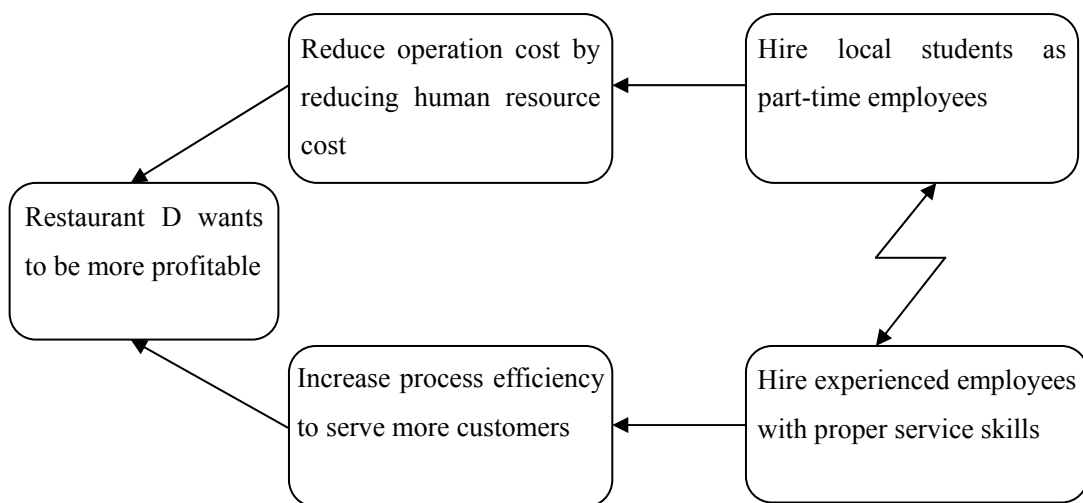 Reduce operation cost by
reducing human resource
cost
Hire local students as
part-time employees
Restaurant D wants
to be more profitable
Increase process efficiency
to serve more customers
Hire experienced employees
with proper service skills